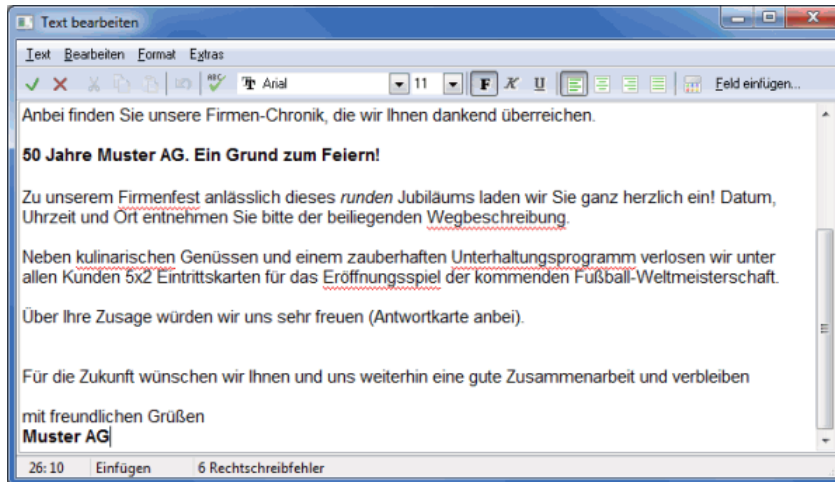 Text bearbeiten
Text Bearbeiten Format Extras
ABC Arial 11 F K U Feld einfügen...
Anbei finden Sie unsere Firmen-Chronik, die wir Ihnen dankend überreichen.
50 Jahre Muster AG. Ein Grund zum Feiern!
Zu unserem Firmenfest anlässlich dieses runden Jubiläums laden wir Sie ganz herzlich ein! Datum,
Uhrzeit und Ort entnehmen Sie bitte der beiliegenden Wegbeschreibung.
Neben kulinarischen Genüssen und einem zauberhaften Unterhaltungsprogramm verlosen wir unter
allen Kunden 5x2 Eintrittskarten für das Eröffnungsspiel der kommenden Fußball-Weltmeisterschaft.
Über Ihre Zusage würden wir uns sehr freuen (Antwortkarte anbei).
Für die Zukunft wünschen wir Ihnen und uns weiterhin eine gute Zusammenarbeit und verbleiben
mit freundlichen Grüßen
Muster AG
26:10 Einfügen 6 Rechtschreibfehler